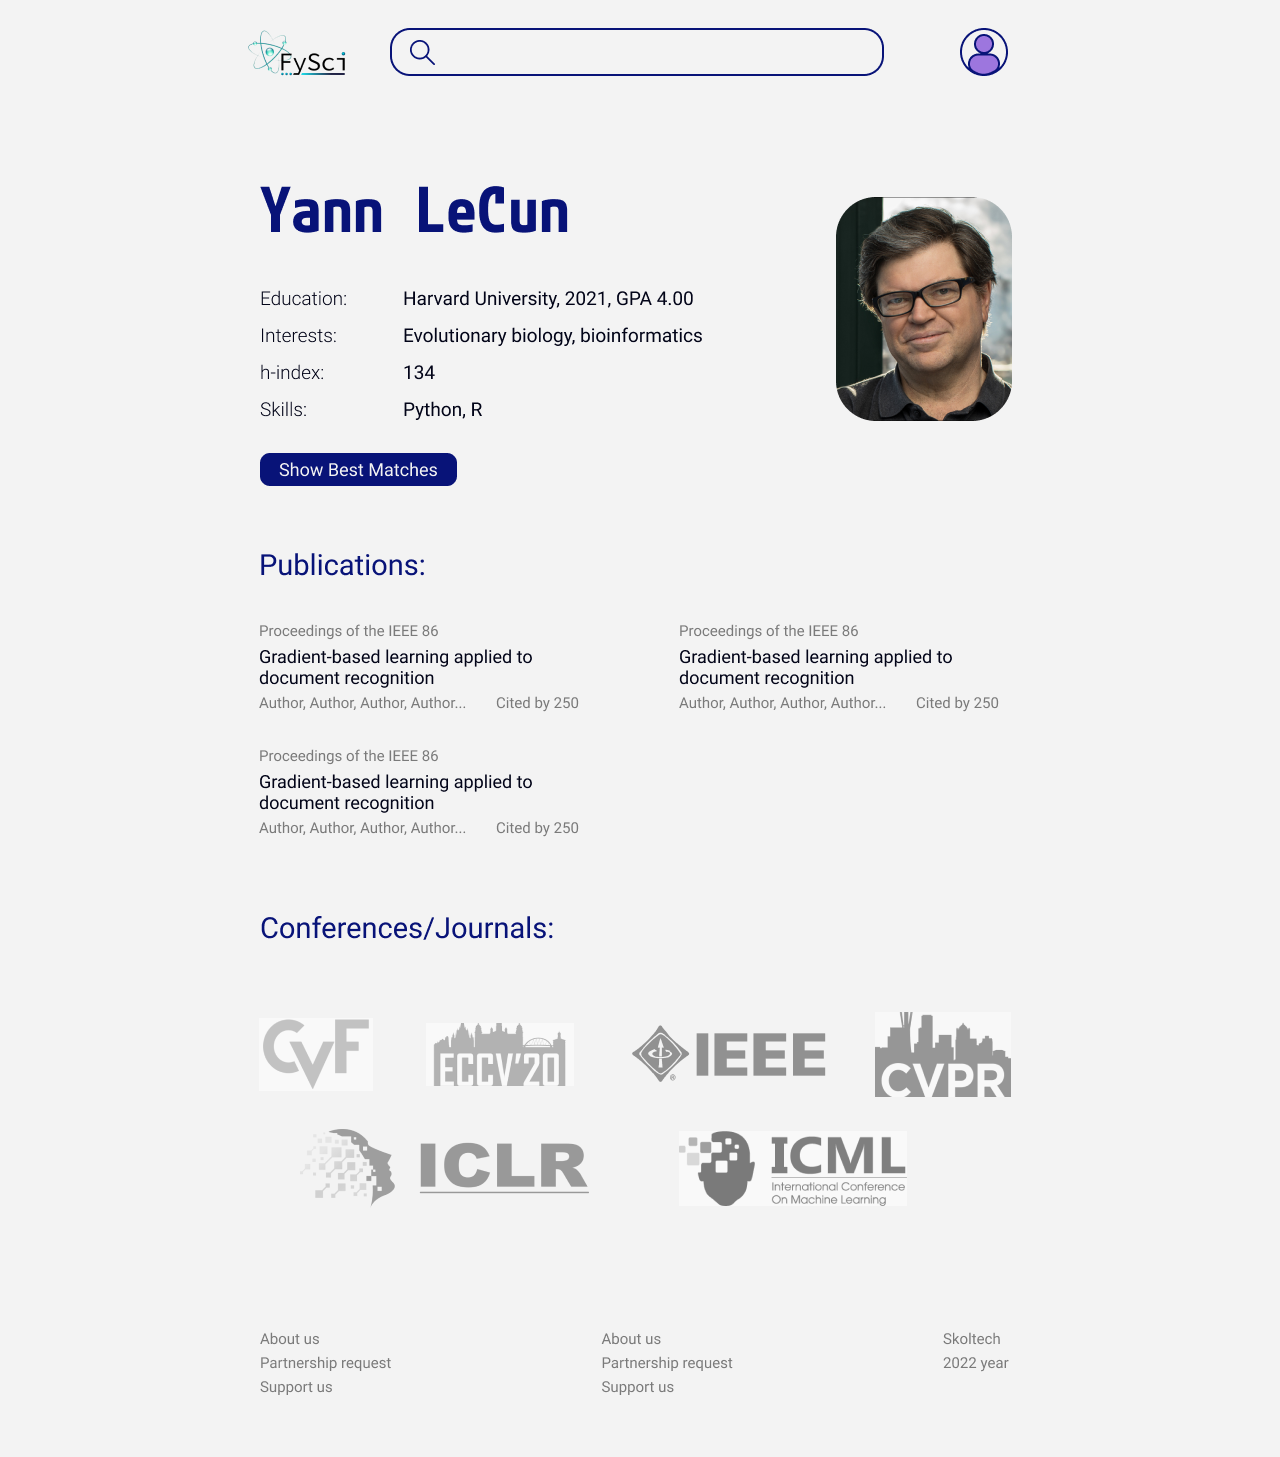 FySci
Yann LeCun
Education: Harvard University, 2021, GPA 4.00
Interests: Evolutionary biology, bioinformatics
h-index: 134
Skills: Python, R
Show Best Matches
Publications:
Proceedings of the IEEE 86
Gradient-based learning applied to
document recognition
Author, Author, Author, Author... Cited by 250
Proceedings of the IEEE 86
Gradient-based learning applied to
document recognition
Author, Author, Author, Author... Cited by 250
Proceedings of the IEEE 86
Gradient-based learning applied to
document recognition
Author, Author, Author, Author... Cited by 250
Conferences/Journals:
CVF
ECCV'20
IEEE
®
CVPR
ICLR
ICML
International Conference
On Machine Learning
About us
Partnership request
Support us
About us
Partnership request
Support us
Skoltech
2022 year